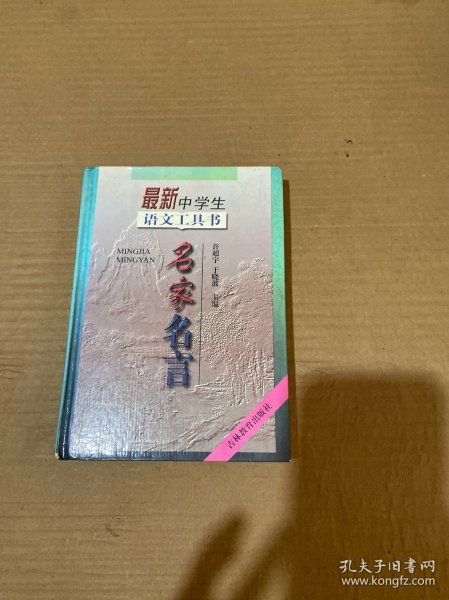 最新中学生
语文工具书
MINGJIA
MINGYAN
名家名言
许超宇 于晓波 主编
吉林教育出版社
孔夫子旧书网
www.kongfz.com